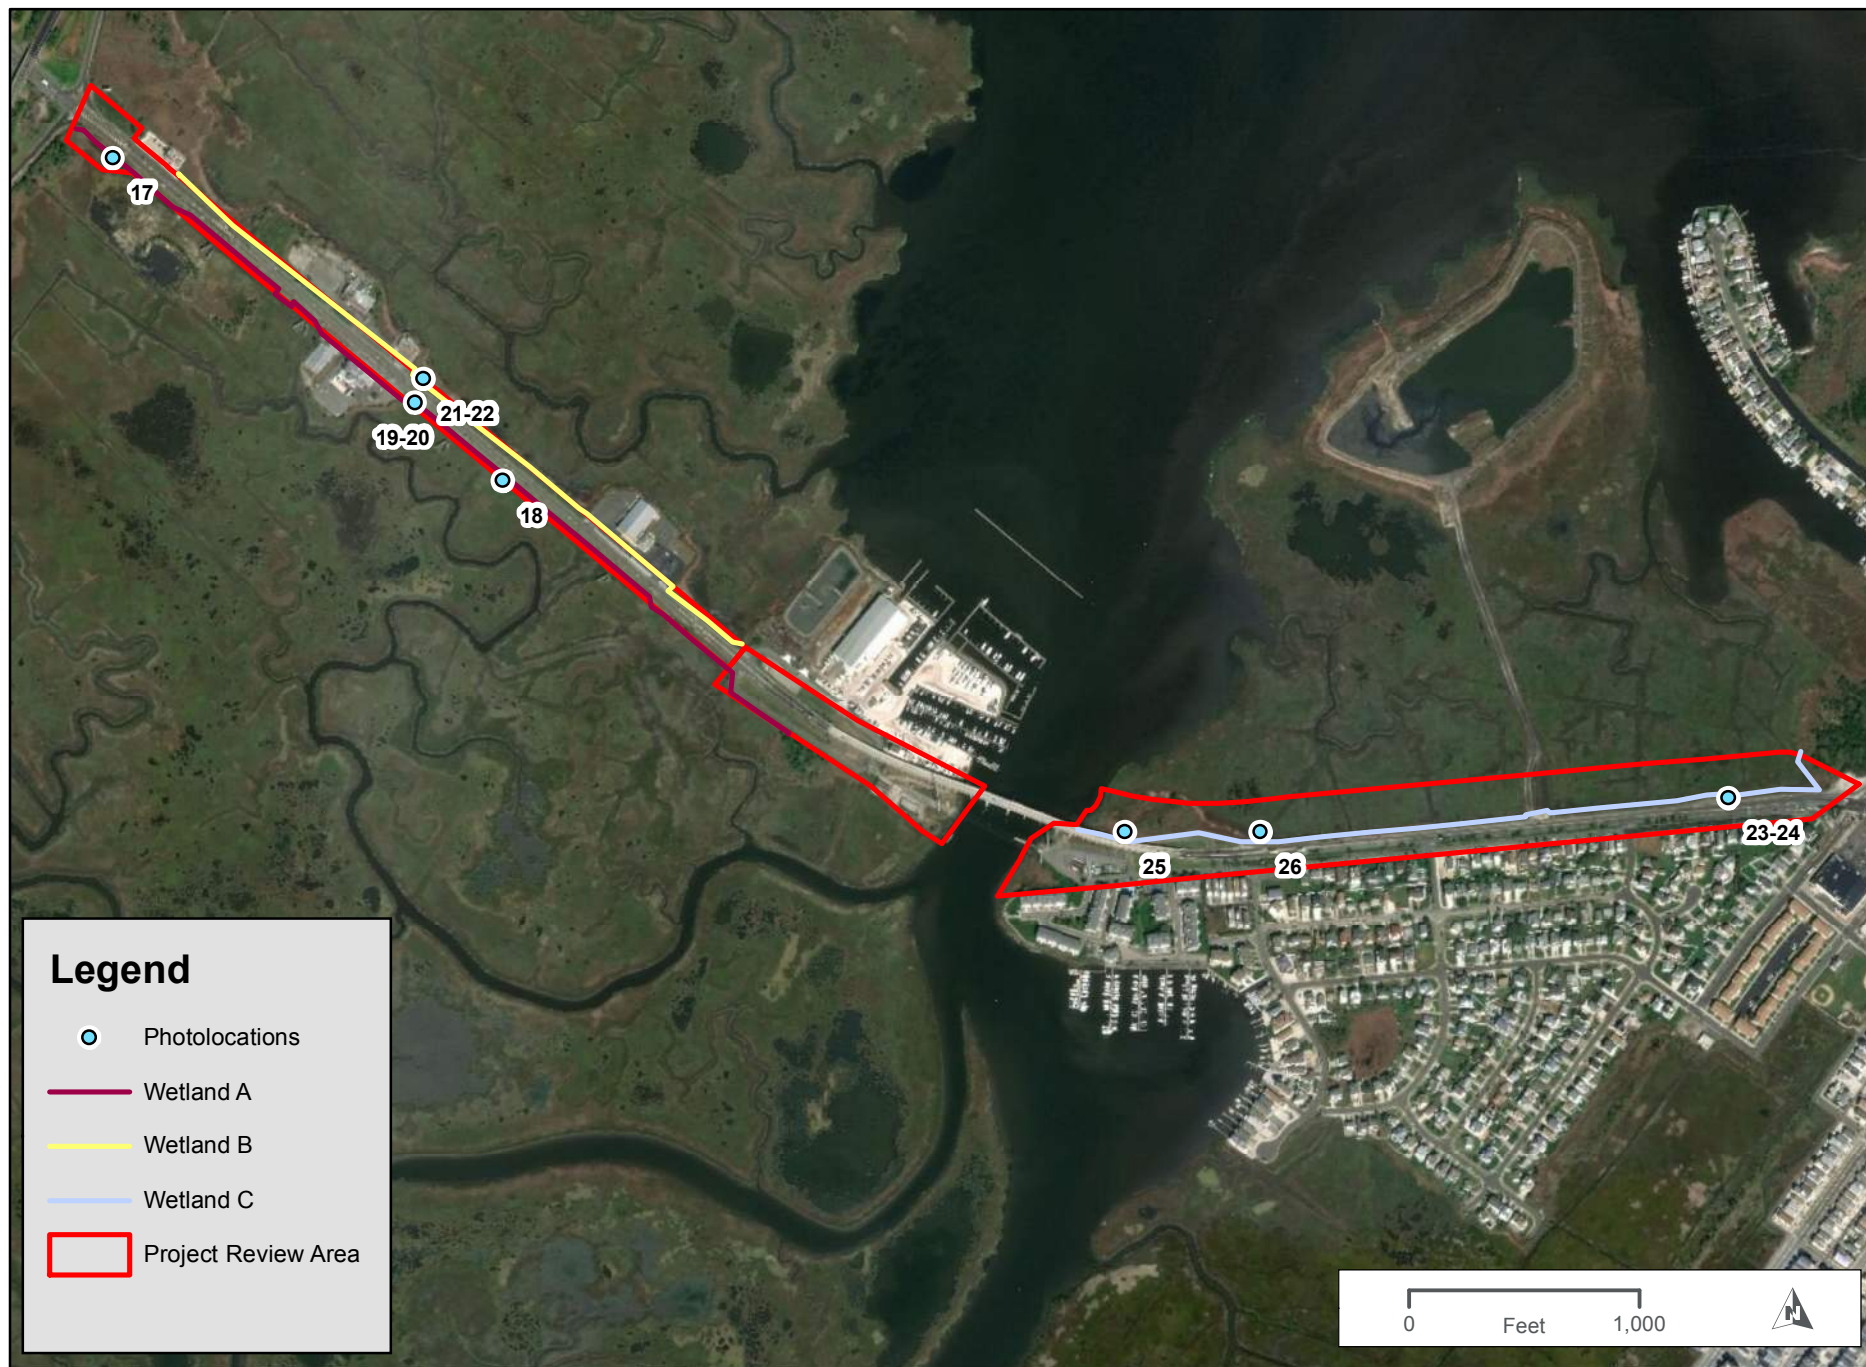 17
21-22
19-20
18
23-24
25
26
Legend
Photolocations
Wetland A
Wetland B
Wetland C
Project Review Area
0
Feet
1,000
N